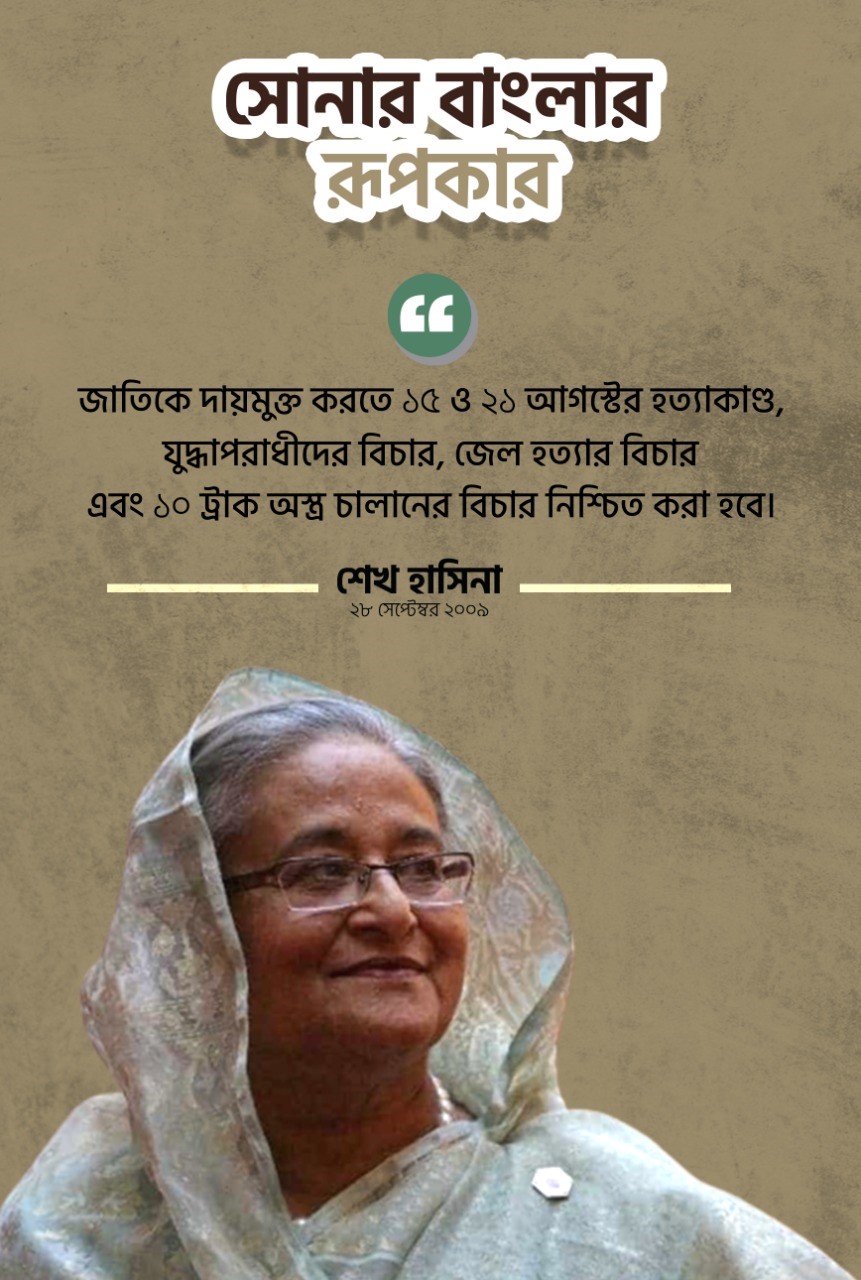 সোনার বাংলার
রূপকার
“
জাতিকে দায়মুক্ত করতে ১৫ ও ২১ আগস্টের হত্যাকাণ্ড,
যুদ্ধাপরাধীদের বিচার, জেল হত্যার বিচার
এবং ১০ ট্রাক অস্ত্র চালানের বিচার নিশ্চিত করা হবে।
শেখ হাসিনা
২৮ সেপ্টেম্বর ২০০৯